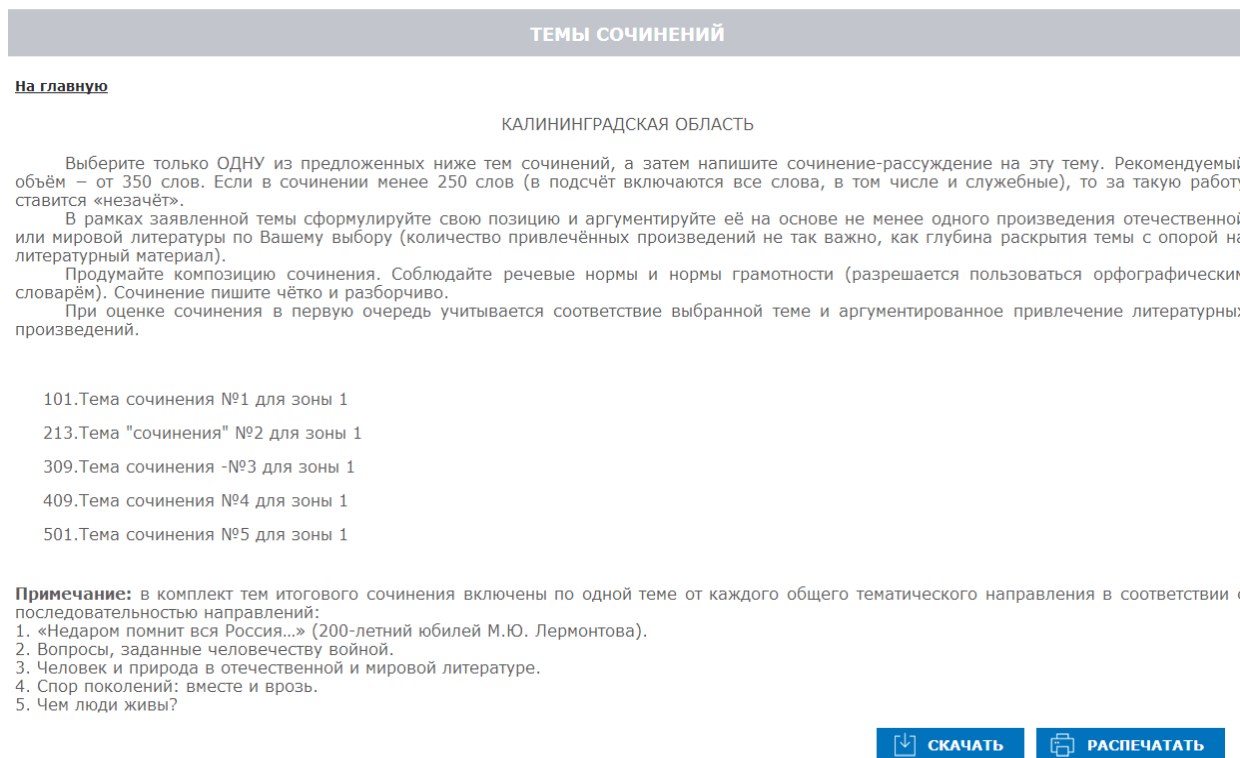 ТЕМЫ СОЧИНЕНИЙ
На главную
КАЛИНИНГРАДСКАЯ ОБЛАСТЬ
Выберите только ОДНУ из предложенных ниже тем сочинений, а затем напишите сочинение-рассуждение на эту тему. Рекомендуемый
объём – от 350 слов. Если в сочинении менее 250 слов (в подсчёт включаются все слова, в том числе и служебные), то за такую работу
ставится «незачёт».
В рамках заявленной темы сформулируйте свою позицию и аргументируйте её на основе не менее одного произведения отечественной
или мировой литературы по Вашему выбору (количество привлечённых произведений не так важно, как глубина раскрытия темы с опорой на
литературный материал).
Продумайте композицию сочинения. Соблюдайте речевые нормы и нормы грамотности (разрешается пользоваться орфографическим
словарём). Сочинение пишите чётко и разборчиво.
При оценке сочинения в первую очередь учитывается соответствие выбранной теме и аргументированное привлечение литературных
произведений.
101.Тема сочинения №1 для зоны 1
213.Тема "сочинения" №2 для зоны 1
309.Тема сочинения -№3 для зоны 1
409.Тема сочинения №4 для зоны 1
501.Тема сочинения №5 для зоны 1
Примечание: в комплект тем итогового сочинения включены по одной теме от каждого общего тематического направления в соответствии с
последовательностью направлений:
1. «Недаром помнит вся Россия…» (200-летний юбилей М.Ю. Лермонтова).
2. Вопросы, заданные человечеству войной.
3. Человек и природа в отечественной и мировой литературе.
4. Спор поколений: вместе и врозь.
5. Чем люди живы?
СКАЧАТЬ РАСПЕЧАТАТЬ